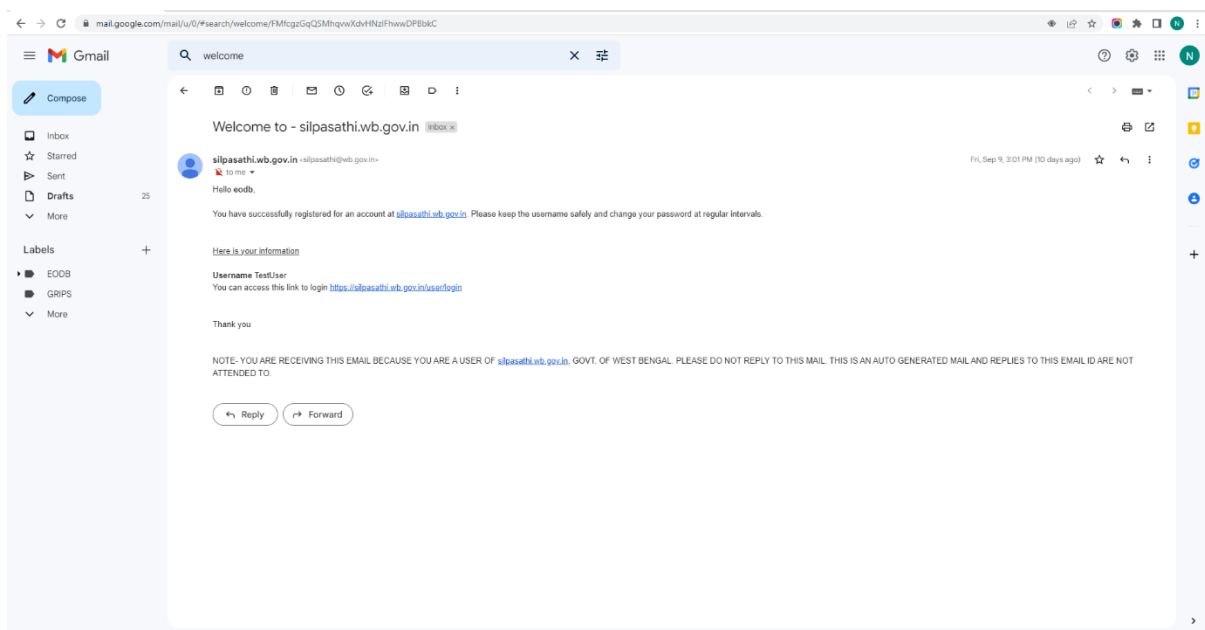 mail.google.com/mail/u/0/#search/welcome/FMfcgzGqQSMhqvwXdvHNzlFhwwDPBbkC
N
Gmail
welcome
N
Compose
Welcome to - silpasathi.wb.gov.in Inbox x
Inbox
silpasathi.wb.gov.in <silpasathi@wb.gov.in>
Fri, Sep 9, 3:01 PM (10 days ago)
Starred
to me
Sent
Hello eodb,
Drafts 25
More
You have successfully registered for an account at silpasathi.wb.gov.in. Please keep the username safely and change your password at regular intervals.
Labels
Here is your information
EODB
Username TestUser
You can access this link to login https://silpasathi.wb.gov.in/user/login
GRIPS
More
Thank you
NOTE- YOU ARE RECEIVING THIS EMAIL BECAUSE YOU ARE A USER OF silpasathi.wb.gov.in, GOVT. OF WEST BENGAL. PLEASE DO NOT REPLY TO THIS MAIL. THIS IS AN AUTO GENERATED MAIL AND REPLIES TO THIS EMAIL ID ARE NOT
ATTENDED TO.
Reply
Forward